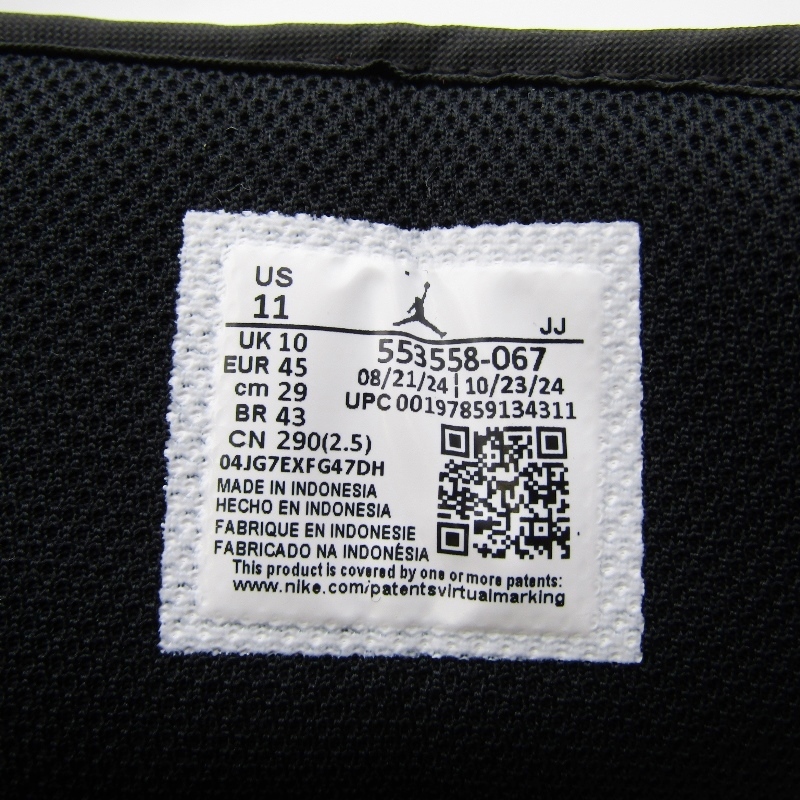 US
11
JJ
UK 10
EUR 45
cm 29
BR 43
CN 290(2.5)
553558-067
08/21/24 | 10/23/24
UPC 00197859134311
04JG7EXFG47DH
MADE IN INDONESIA
HECHO EN INDONESIA
FABRIQUE EN INDONESIE
FABRICADO NA INDONÉSIA
This product is covered by one or more patents:
www.nike.com/patentsvirtualmarking